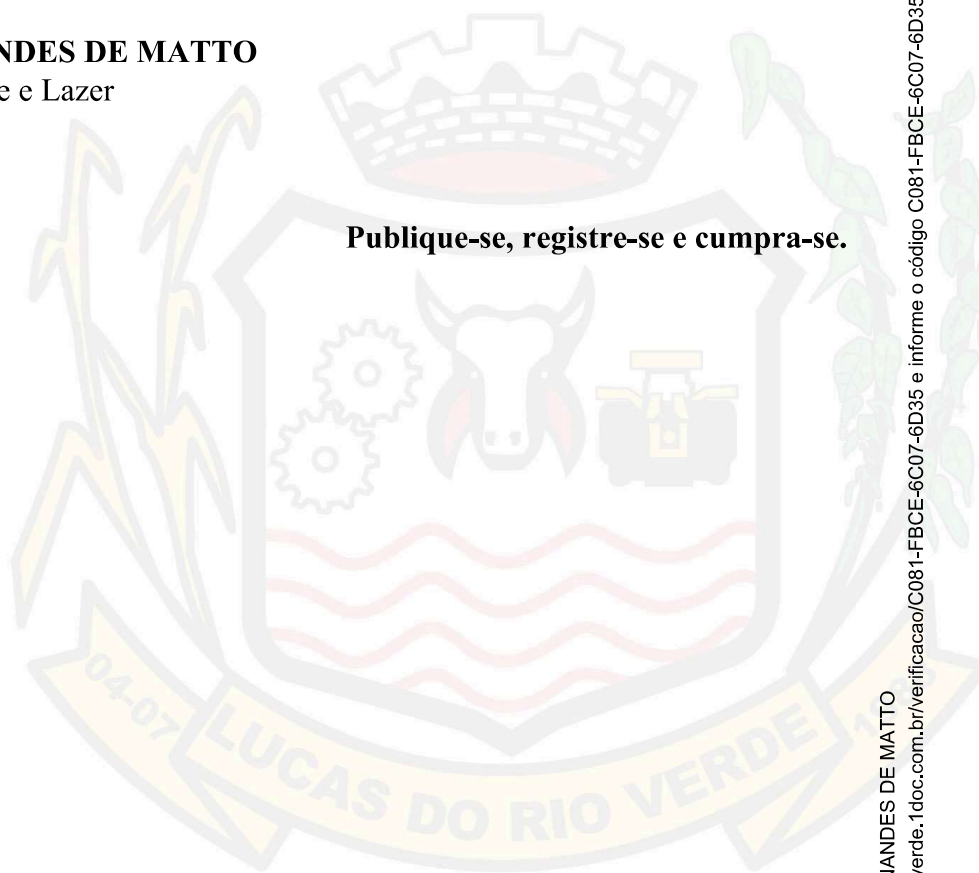 NDES DE MATTO
e e Lazer
Publique-se, registre-se e cumpra-se.
04-07
LUCAS DO RIO VERDE
NANDES DE MATTO
verde.1doc.com.br/verificacao/C081-FBCE-6C07-6D35 e informe o código C081-FBCE-6C07-6D35